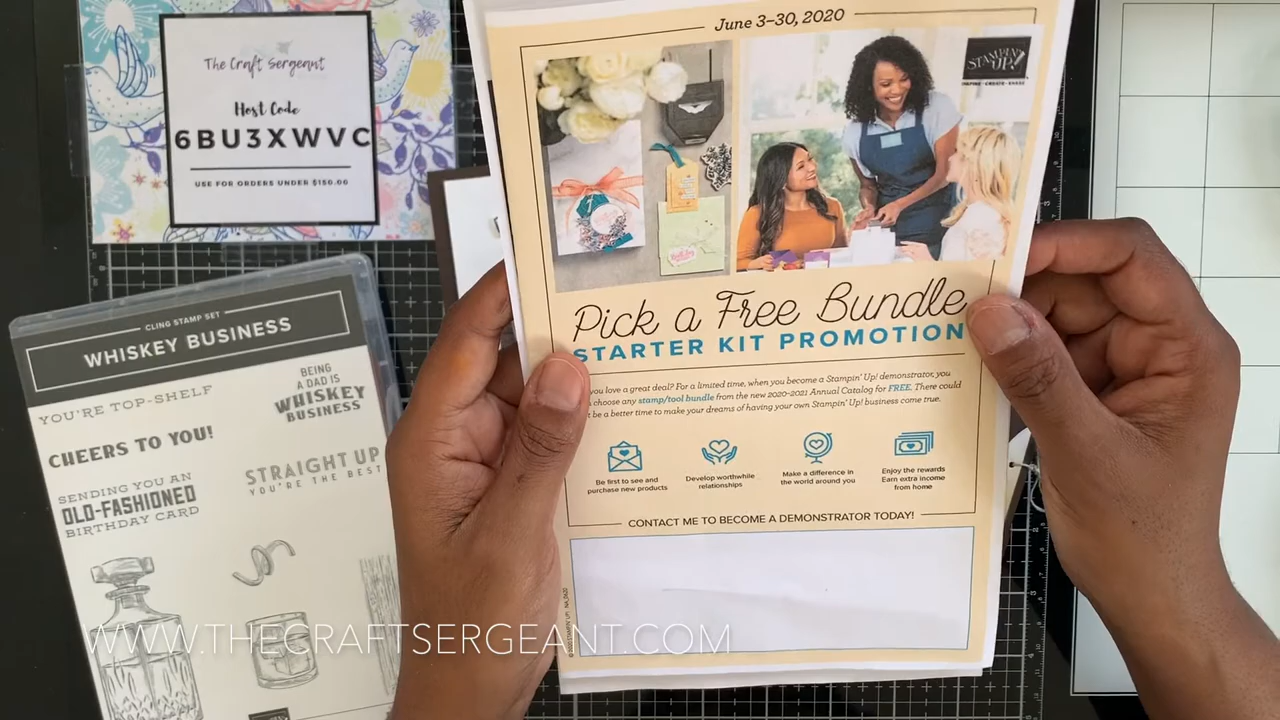 The Craft Sergeant
Host Code
6BU3XWVC
USE FOR ORDERS UNDER $150.00
CLING STAMP SET
WHISKEY BUSINESS
YOU'RE TOP-SHELF
BEING
A DAD IS
WHISKEY
BUSINESS
CHEERS TO YOU!
STRAIGHT UP
YOU'RE THE BEST
SENDING YOU AN
OLD-FASHIONED
BIRTHDAY CARD
June 3–30, 2020
STAMPIN' UP!
INSPIRE · CREATE · SHARE
Pick a Free Bundle
STARTER KIT PROMOTION
you love a great deal? For a limited time, when you become a Stampin' Up! demonstrator, you
choose any stamp/tool bundle from the new 2020-2021 Annual Catalog for FREE. There could
be a better time to make your dreams of having your own Stampin' Up! business come true.
Be first to see and
purchase new products
Develop worthwhile
relationships
Make a difference in
the world around you
Enjoy the rewards
Earn extra income
from home
CONTACT ME TO BECOME A DEMONSTRATOR TODAY!
WWW.THECRAFTSERGEANT.COM